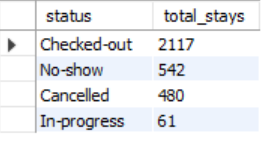 status total_stays
Checked-out 2117
No-show 542
Cancelled 480
In-progress 61